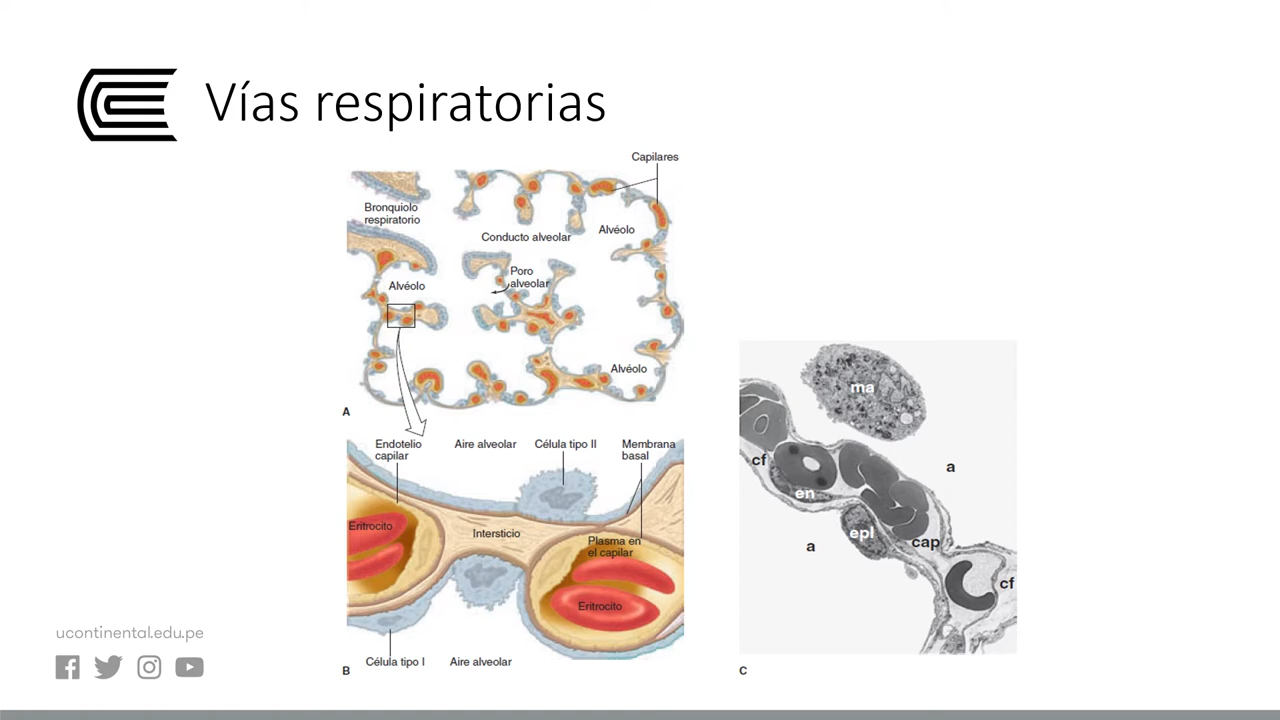 Vías respiratorias
Capilares
Bronquiolo
respiratorio
Conducto alveolar
Alvéolo
Poro
alveolar
Alvéolo
Alvéolo
A
Endotelio
capilar
Aire alveolar
Célula tipo II
Membrana
basal
Eritrocito
Intersticio
Plasma en
el capilar
Eritrocito
Célula tipo I
Aire alveolar
B
ma
cf
a
en
epl
a
cap
cf
C
ucontinental.edu.pe